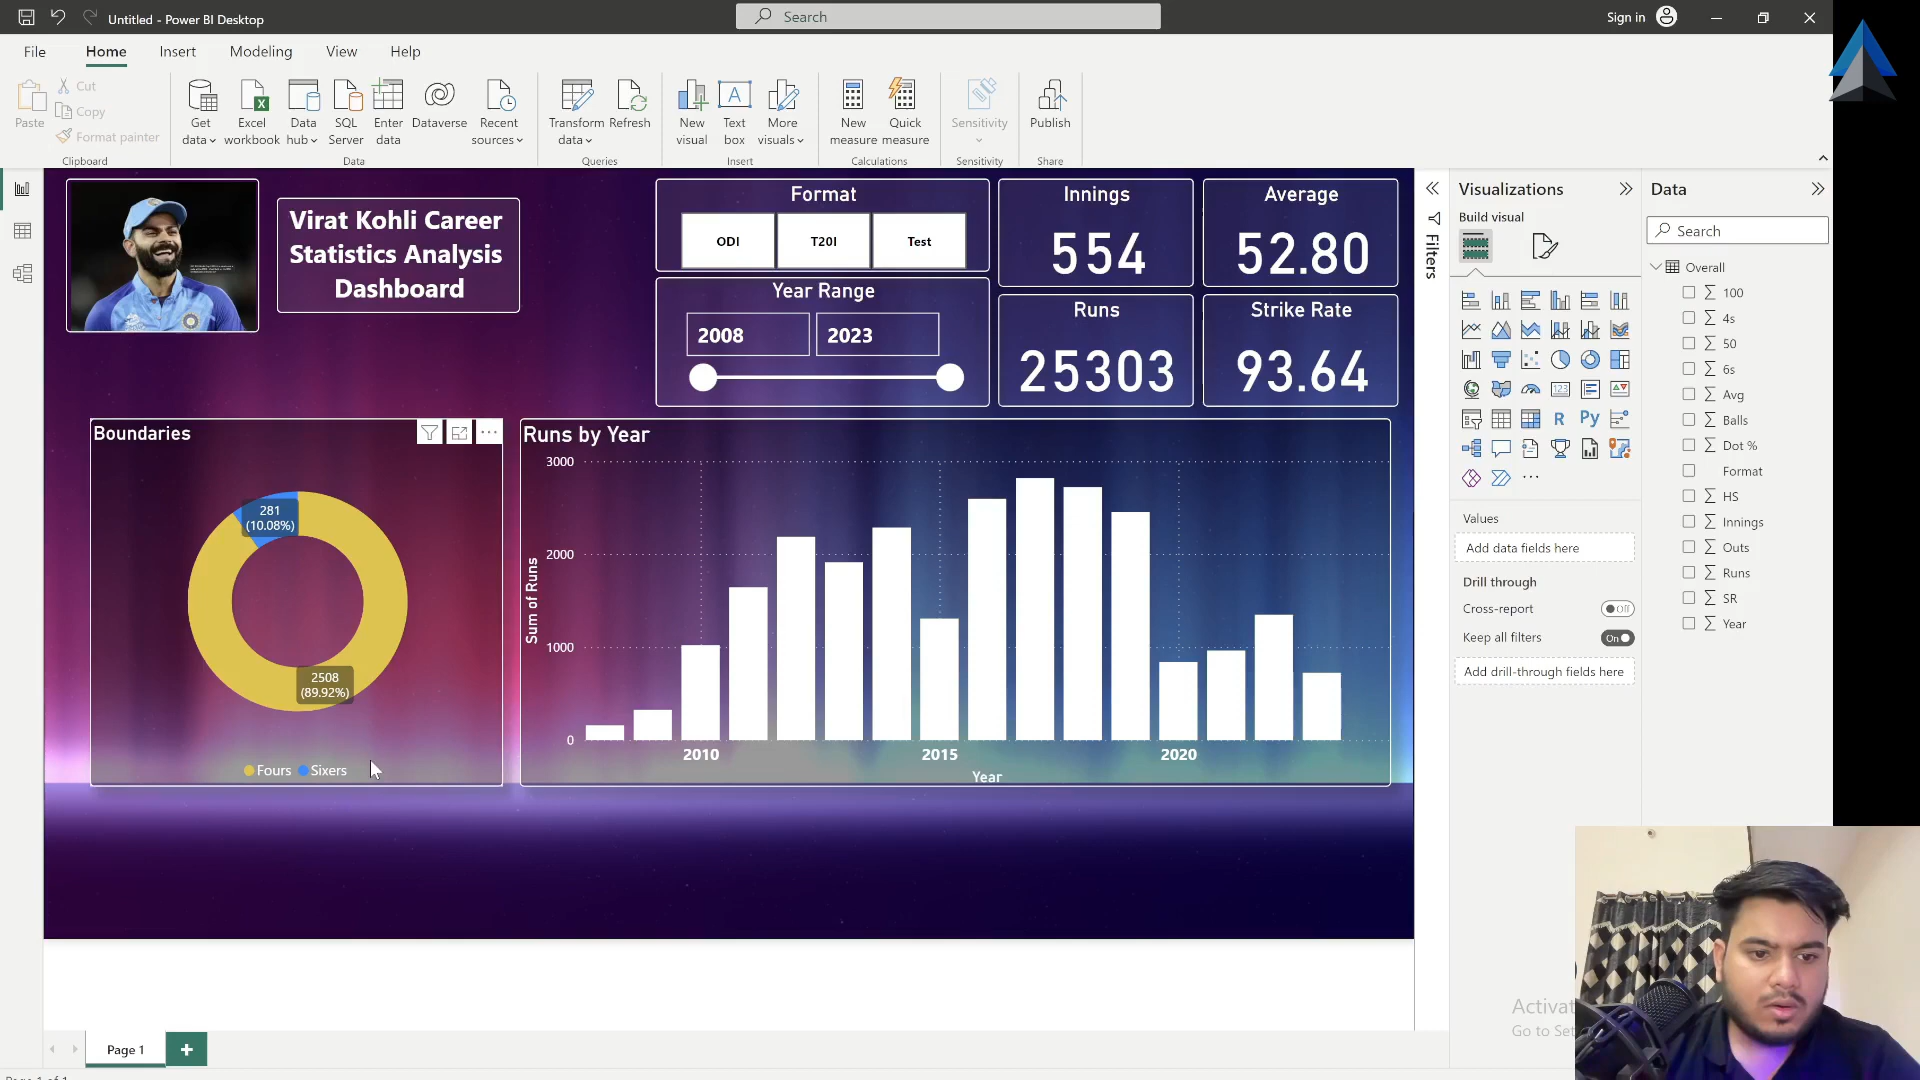 Untitled - Power BI Desktop
Search
Sign in
File
Home
Insert
Modeling
View
Help
Paste
Cut
Copy
Format painter
Clipboard
Get data
Excel workbook
Data hub
SQL Server
Enter data
Dataverse
Recent sources
Data
Transform data
Refresh
Queries
New visual
Text box
More visuals
Insert
New measure
Quick measure
Calculations
Sensitivity
Sensitivity
Publish
Share
Virat Kohli Career
Statistics Analysis
Dashboard
Format
ODI
T20I
Test
Year Range
2008
2023
Innings
554
Average
52.80
Runs
25303
Strike Rate
93.64
Boundaries
281
(10.08%)
2508
(89.92%)
Fours
Sixers
Runs by Year
Sum of Runs
3000
2000
1000
0
2010
2015
2020
Year
Filters
Visualizations
Build visual
123
R
Py
Values
Add data fields here
Drill through
Cross-report
Off
Keep all filters
On
Add drill-through fields here
Data
Search
Overall
100
4s
50
6s
Avg
Balls
Dot %
Format
HS
Innings
Outs
Runs
SR
Year
Page 1